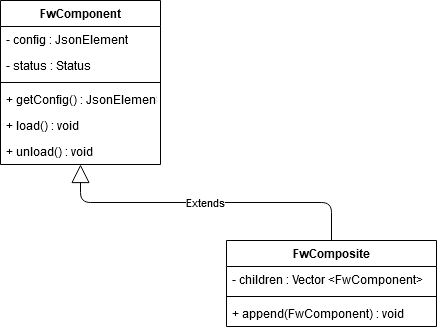 FwComponent
- config : JsonElement
- status : Status
+ getConfig() : JsonElemen
+ load() : void
+ unload() : void
Extends
FwComposite
- children : Vector <FwComponent>
+ append(FwComponent) : void